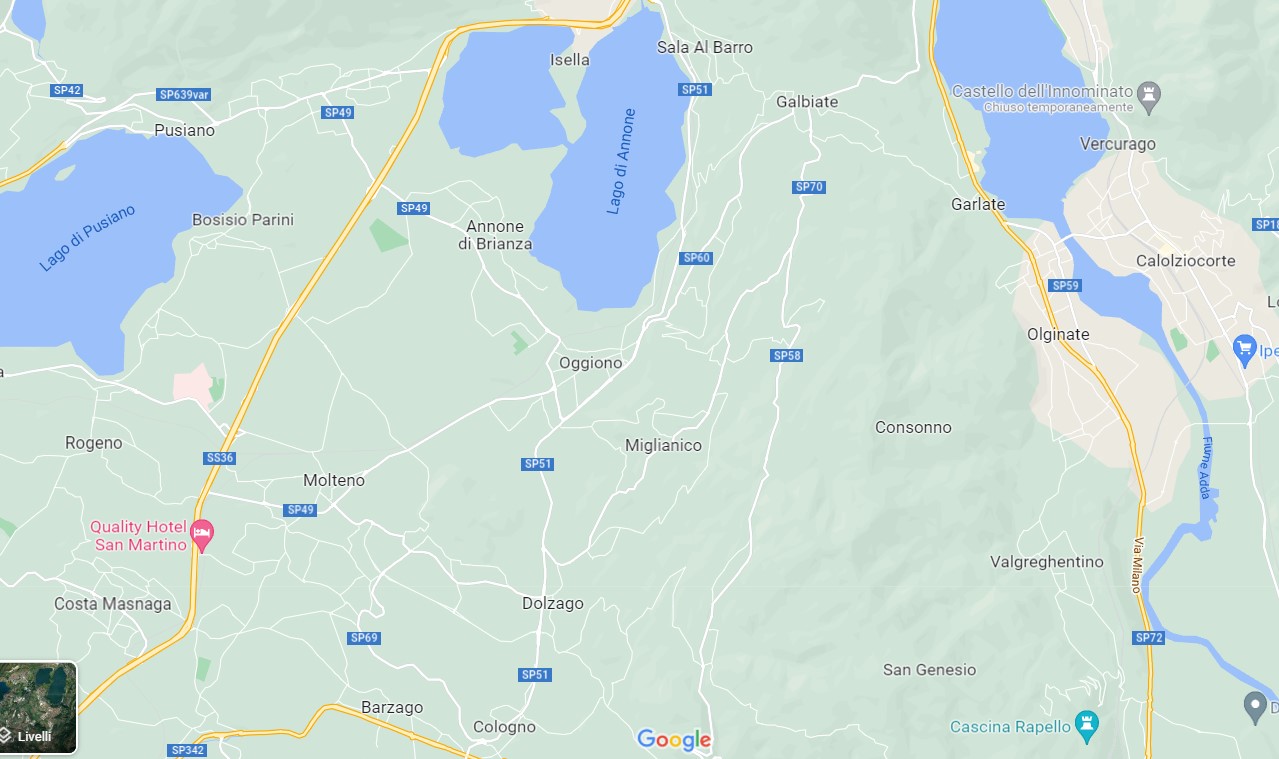 Isella
Sala Al Barro
SP42
SP639var
SP51
Castello dell'Innominato
Chiuso temporaneamente
SP49
Galbiate
Pusiano
Vercurago
Lago di Annone
SP70
SP49
Garlate
Bosisio Parini
Annone
di Brianza
Lago di Pusiano
SP18
SP60
Calolziocorte
SP59
Olginate
SP58
Oggiono
Rogeno
Consonno
Miglianico
SS36
SP51
Fiume Adda
Molteno
SP49
Quality Hotel
San Martino
Via Milano
Valgreghentino
Costa Masnaga
Dolzago
SP69
SP72
San Genesio
SP51
Barzago
Cologno
Cascina Rapello
Livelli
Google
SP342